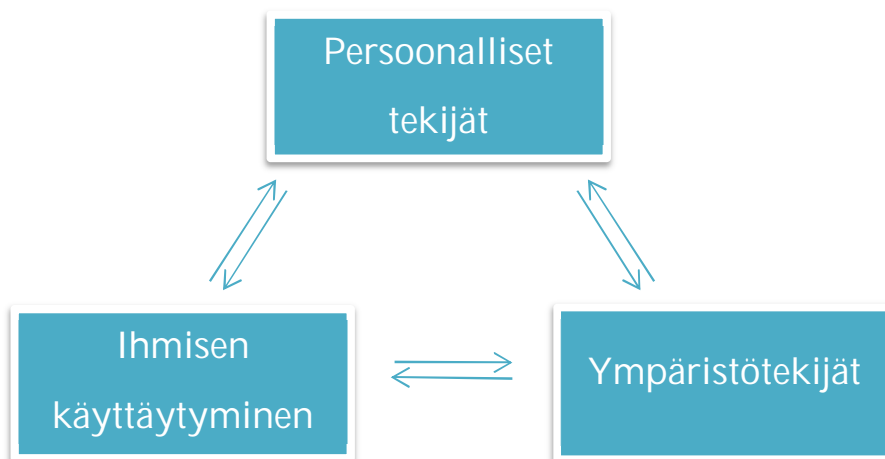 Persoonalliset
tekijät
Ihmisen
käyttäytyminen
Ympäristötekijät